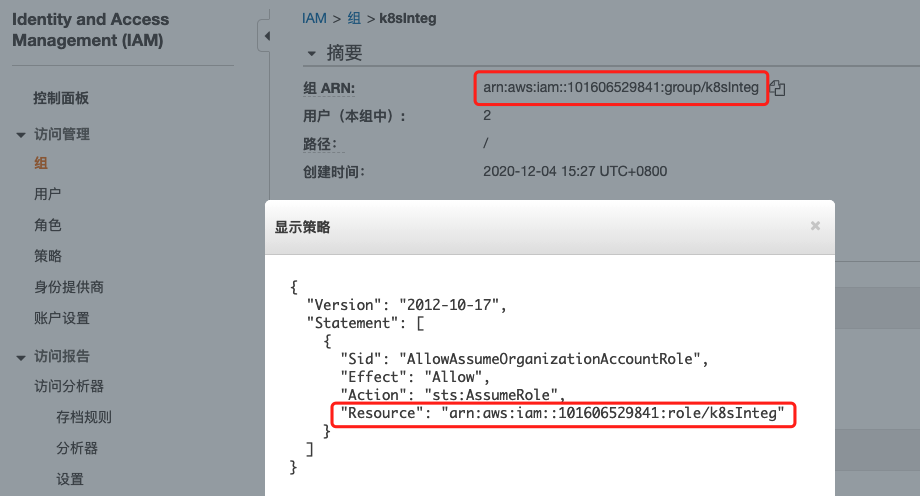 Identity and Access
Management (IAM)
控制面板
访问管理
组
用户
角色
策略
身份提供商
账户设置
访问报告
访问分析器
存档规则
分析器
设置
IAM > 组 > k8sInteg
摘要
组 ARN: arn:aws:iam::101606529841:group/k8sInteg
用户（本组中）: 2
路径: /
创建时间: 2020-12-04 15:27 UTC+0800
显示策略 ×
{
"Version": "2012-10-17",
"Statement": [
{
"Sid": "AllowAssumeOrganizationAccountRole",
"Effect": "Allow",
"Action": "sts:AssumeRole",
"Resource": "arn:aws:iam::101606529841:role/k8sInteg"
}
]
}